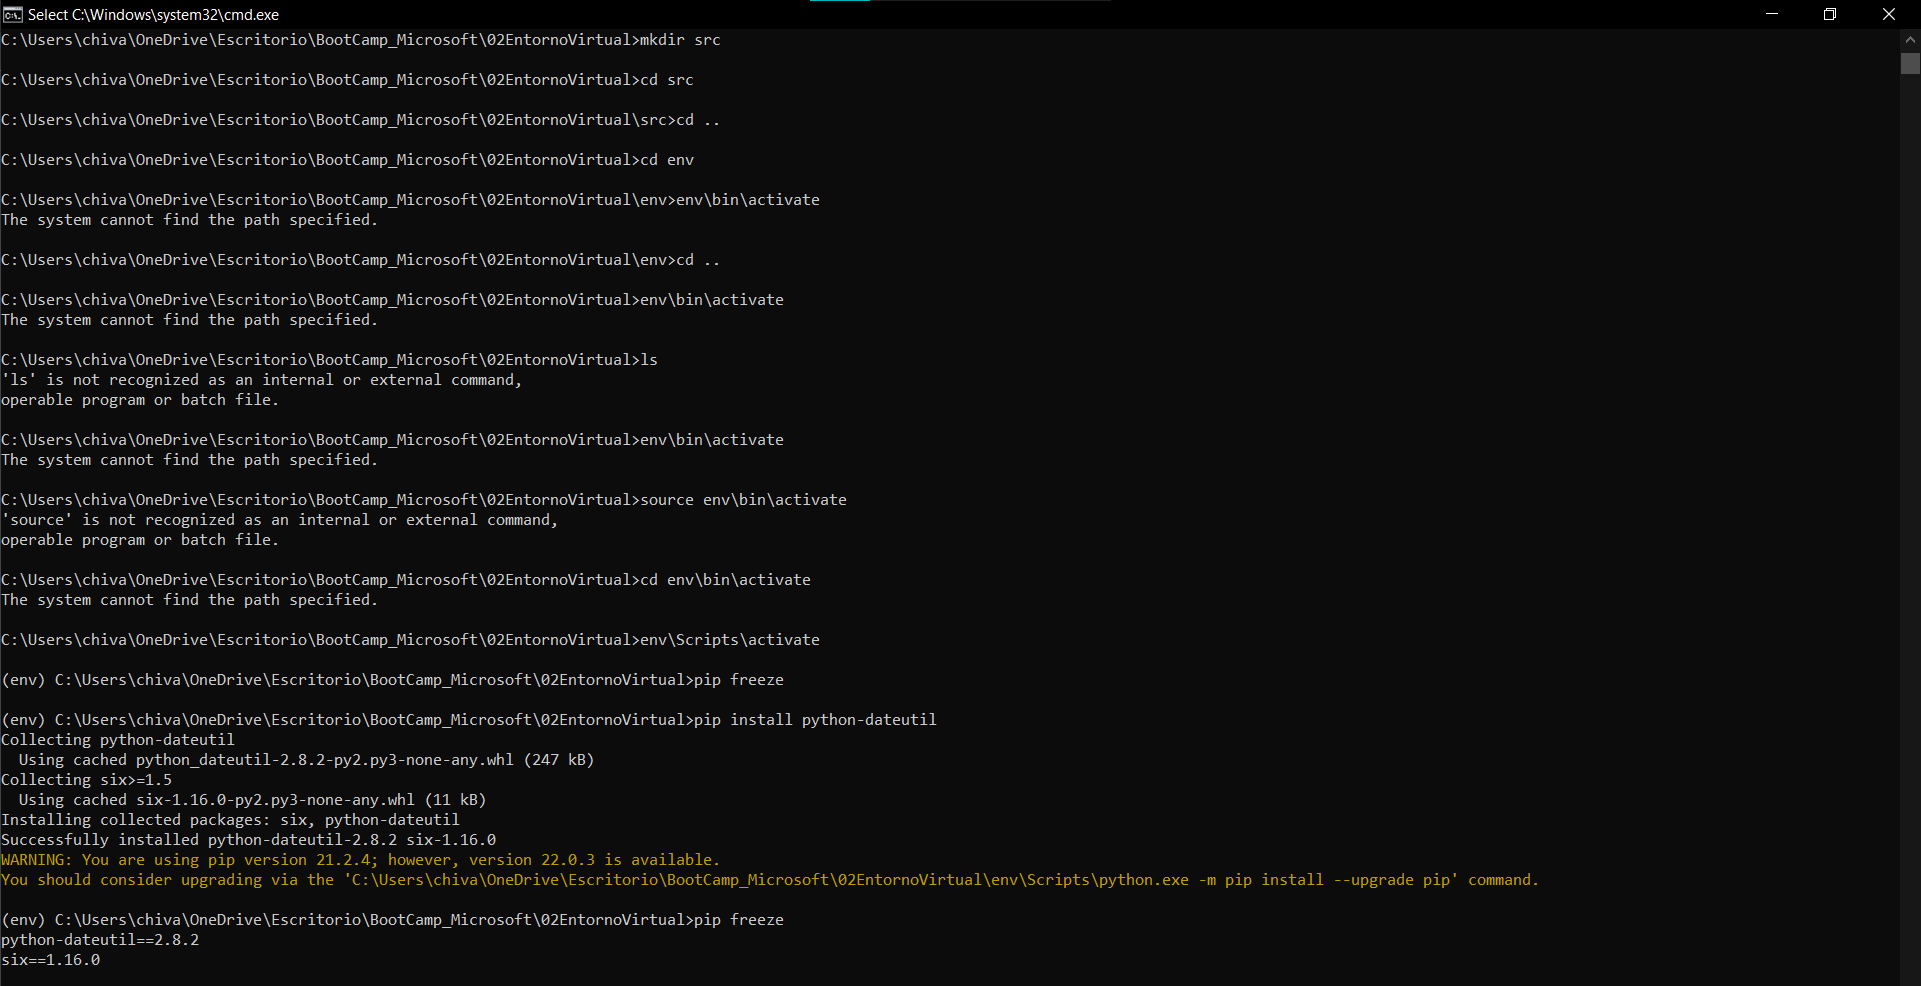 Select C:\Windows\system32\cmd.exe
C:\Users\chiva\OneDrive\Escritorio\BootCamp_Microsoft\02EntornoVirtual>mkdir src
C:\Users\chiva\OneDrive\Escritorio\BootCamp_Microsoft\02EntornoVirtual>cd src
C:\Users\chiva\OneDrive\Escritorio\BootCamp_Microsoft\02EntornoVirtual\src>cd ..
C:\Users\chiva\OneDrive\Escritorio\BootCamp_Microsoft\02EntornoVirtual>cd env
C:\Users\chiva\OneDrive\Escritorio\BootCamp_Microsoft\02EntornoVirtual\env>env\bin\activate
The system cannot find the path specified.
C:\Users\chiva\OneDrive\Escritorio\BootCamp_Microsoft\02EntornoVirtual\env>cd ..
C:\Users\chiva\OneDrive\Escritorio\BootCamp_Microsoft\02EntornoVirtual>env\bin\activate
The system cannot find the path specified.
C:\Users\chiva\OneDrive\Escritorio\BootCamp_Microsoft\02EntornoVirtual>ls
'ls' is not recognized as an internal or external command,
operable program or batch file.
C:\Users\chiva\OneDrive\Escritorio\BootCamp_Microsoft\02EntornoVirtual>env\bin\activate
The system cannot find the path specified.
C:\Users\chiva\OneDrive\Escritorio\BootCamp_Microsoft\02EntornoVirtual>source env\bin\activate
'source' is not recognized as an internal or external command,
operable program or batch file.
C:\Users\chiva\OneDrive\Escritorio\BootCamp_Microsoft\02EntornoVirtual>cd env\bin\activate
The system cannot find the path specified.
C:\Users\chiva\OneDrive\Escritorio\BootCamp_Microsoft\02EntornoVirtual>env\Scripts\activate
(env) C:\Users\chiva\OneDrive\Escritorio\BootCamp_Microsoft\02EntornoVirtual>pip freeze
(env) C:\Users\chiva\OneDrive\Escritorio\BootCamp_Microsoft\02EntornoVirtual>pip install python-dateutil
Collecting python-dateutil
  Using cached python_dateutil-2.8.2-py2.py3-none-any.whl (247 kB)
Collecting six>=1.5
  Using cached six-1.16.0-py2.py3-none-any.whl (11 kB)
Installing collected packages: six, python-dateutil
Successfully installed python-dateutil-2.8.2 six-1.16.0
WARNING: You are using pip version 21.2.4; however, version 22.0.3 is available.
You should consider upgrading via the 'C:\Users\chiva\OneDrive\Escritorio\BootCamp_Microsoft\02EntornoVirtual\env\Scripts\python.exe -m pip install --upgrade pip' command.
(env) C:\Users\chiva\OneDrive\Escritorio\BootCamp_Microsoft\02EntornoVirtual>pip freeze
python-dateutil==2.8.2
six==1.16.0